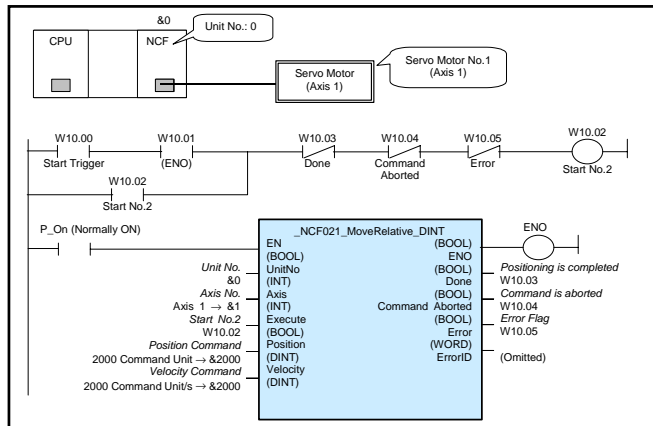 &0
Unit No.: 0
CPU
NCF
Servo Motor
(Axis 1)
Servo Motor No.1
(Axis 1)
W10.00
W10.01
W10.03
W10.04
W10.05
W10.02
Start Trigger
(ENO)
Done
Command
Aborted
Error
Start No.2
W10.02
Start No.2
P_On (Normally ON)
_NCF021_MoveRelative_DINT
ENO
EN
(BOOL)
(BOOL)
ENO
Unit No.
&0
UnitNo
(INT)
(BOOL)
Done
Positioning is completed
W10.03
Axis No.
Axis 1 → &1
Axis
(INT)
(BOOL)
Command Aborted
Command is aborted
W10.04
Start No.2
W10.02
Execute
(BOOL)
(BOOL)
Error
Error Flag
W10.05
Position Command
2000 Command Unit → &2000
Position
(DINT)
(WORD)
ErrorID
(Omitted)
Velocity Command
2000 Command Unit/s → &2000
Velocity
(DINT)